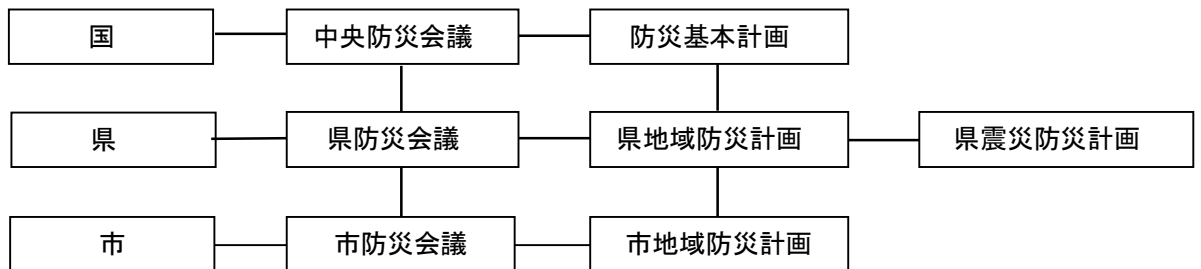 国 中央防災会議 防災基本計画
県 県防災会議 県地域防災計画 県震災防災計画
市 市防災会議 市地域防災計画